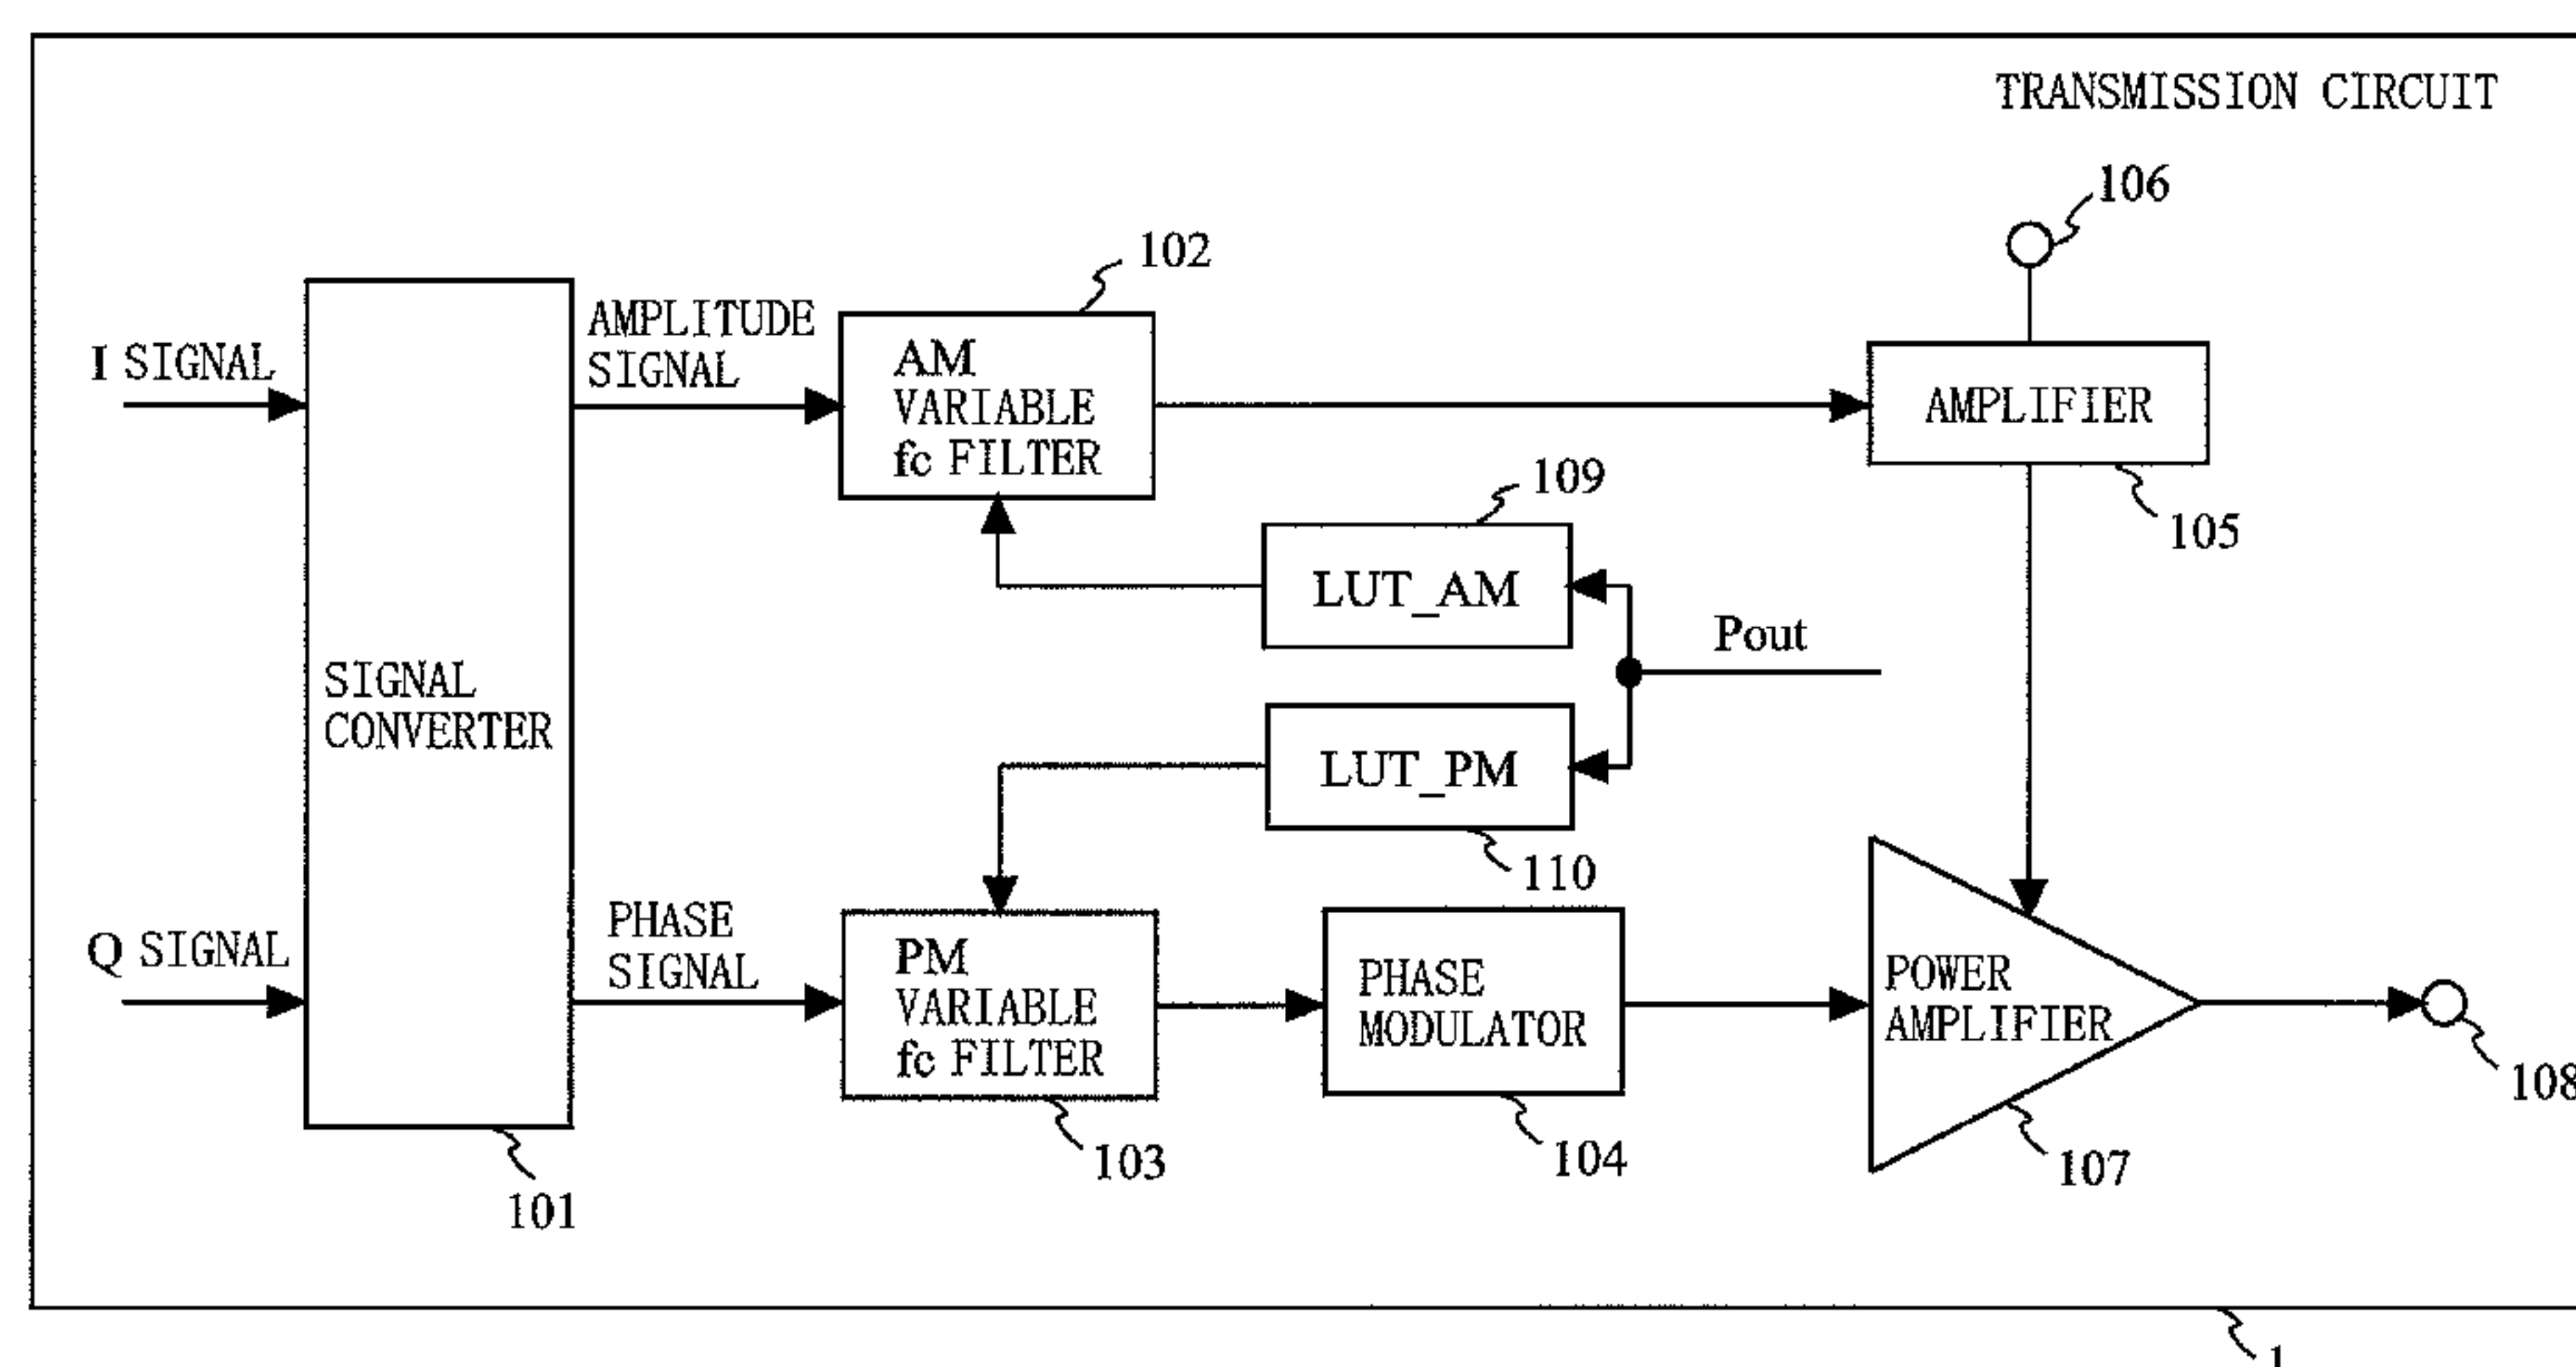 TRANSMISSION CIRCUIT
106
102
I SIGNAL
AMPLITUDE
SIGNAL
AM
VARIABLE
fc FILTER
AMPLIFIER
105
109
LUT_AM
Pout
SIGNAL
CONVERTER
LUT_PM
110
Q SIGNAL
PHASE
SIGNAL
PM
VARIABLE
fc FILTER
PHASE
MODULATOR
POWER
AMPLIFIER
108
103
104
107
101
1